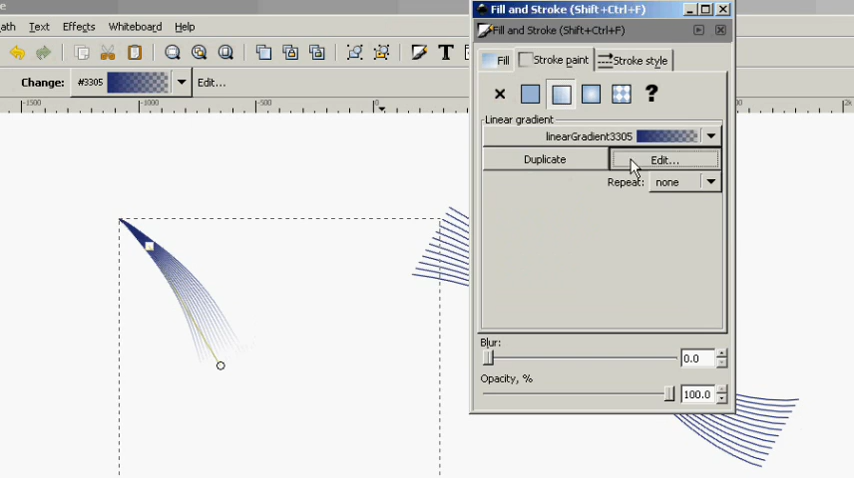 Fill and Stroke (Shift+Ctrl+F)
ath Text Effects Whiteboard Help
Fill and Stroke (Shift+Ctrl+F)
Fill Stroke paint Stroke style
Change: #3305 Edit...
-1500 -1000 -500 0
?
Linear gradient
linearGradient3305
Duplicate Edit...
Repeat: none
Blur:
0.0
Opacity, %
100.0